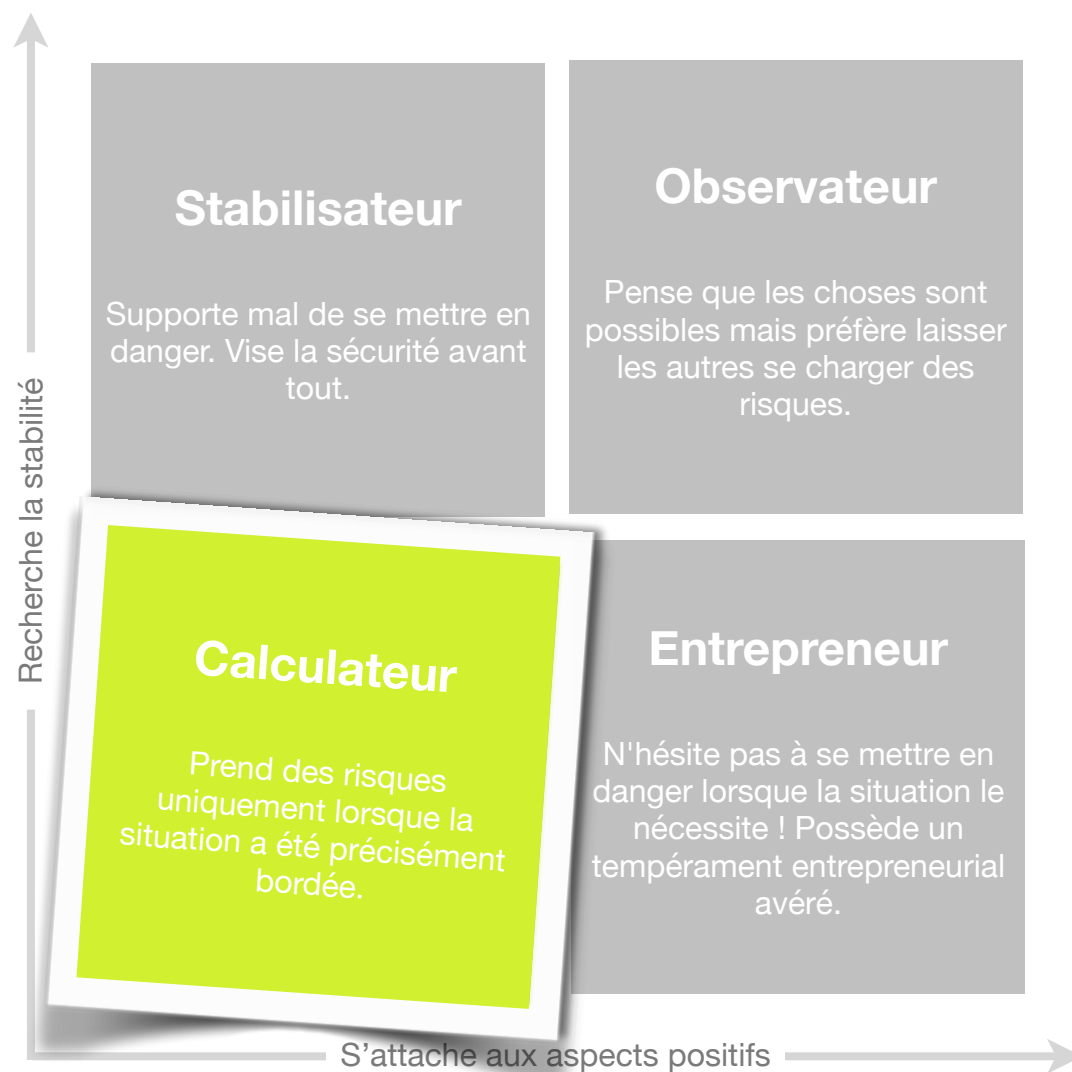 Recherche la stabilité
Stabilisateur
Supporte mal de se mettre en
danger. Vise la sécurité avant
tout.
Observateur
Pense que les choses sont
possibles mais préfère laisser
les autres se charger des
risques.
Calculateur
Prend des risques
uniquement lorsque la
situation a été précisément
bordée.
Entrepreneur
N'hésite pas à se mettre en
danger lorsque la situation le
nécessite ! Possède un
tempérament entrepreneurial
avéré.
S’attache aux aspects positifs